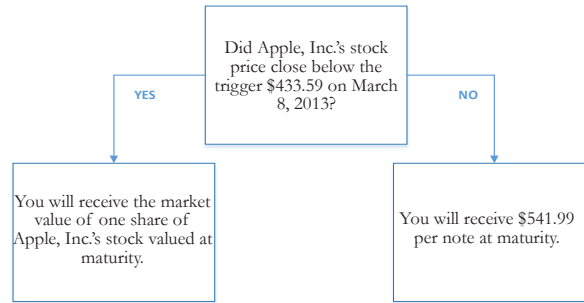 Did Apple, Inc.'s stock
price close below the
trigger $433.59 on March
8, 2013?
YES
NO
You will receive the market
value of one share of
Apple, Inc.'s stock valued at
maturity.
You will receive $541.99
per note at maturity.